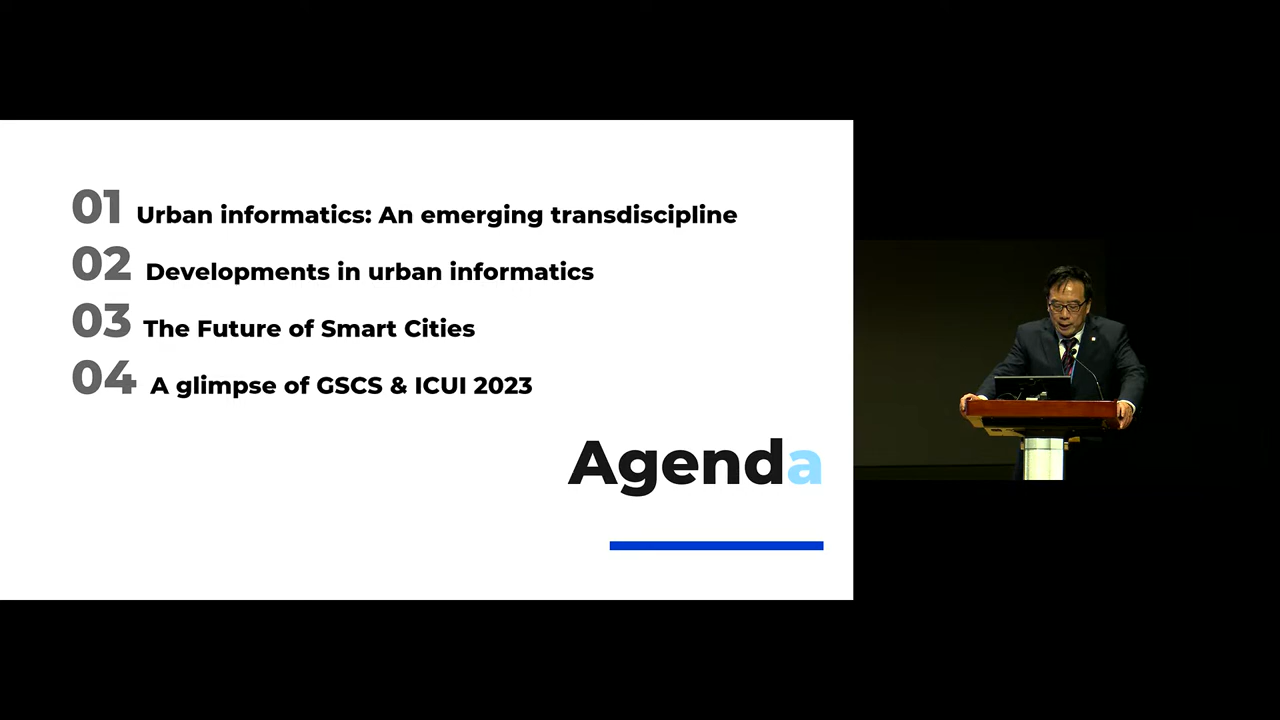 01 Urban informatics: An emerging transdiscipline
02 Developments in urban informatics
03 The Future of Smart Cities
04 A glimpse of GSCS & ICUI 2023
Agenda